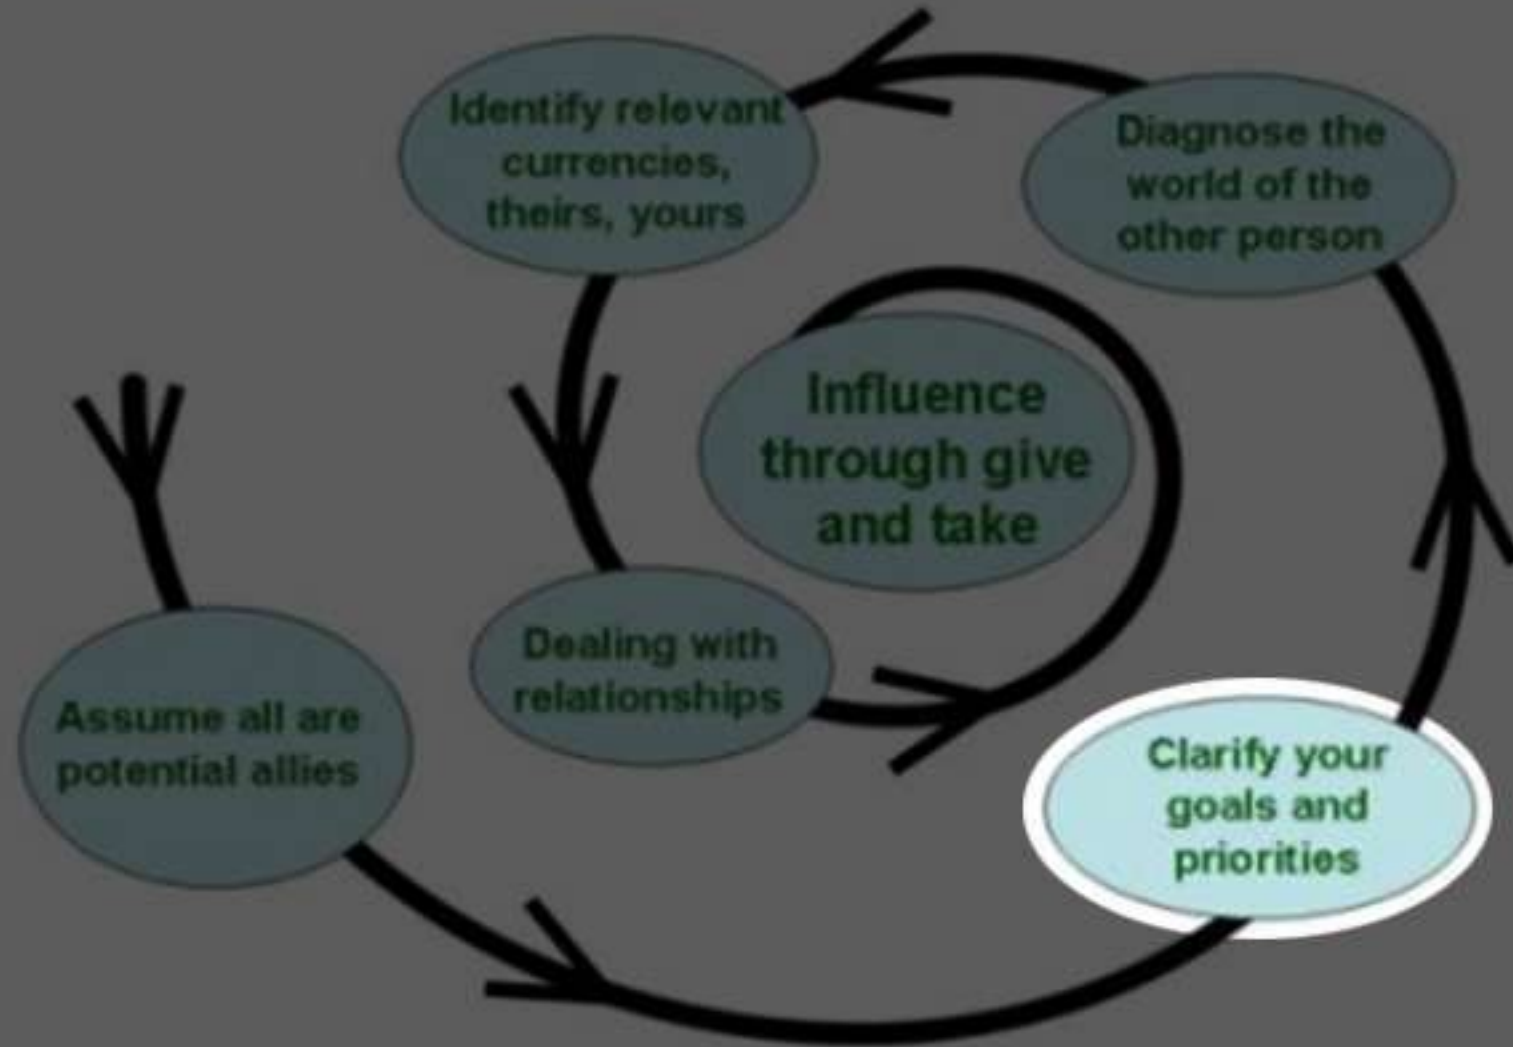 Identify relevant
currencies,
theirs, yours
Diagnose the
world of the
other person
Influence
through give
and take
Dealing with
relationships
Assume all are
potential allies
Clarify your
goals and
priorities